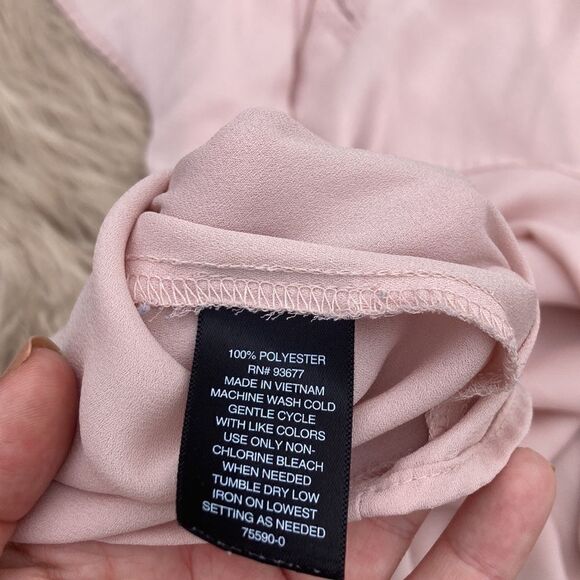 100% POLYESTER
RN# 93677
MADE IN VIETNAM
MACHINE WASH COLD
GENTLE CYCLE
WITH LIKE COLORS
USE ONLY NON-
CHLORINE BLEACH
WHEN NEEDED
TUMBLE DRY LOW
IRON ON LOWEST
SETTING AS NEEDED
75590-0